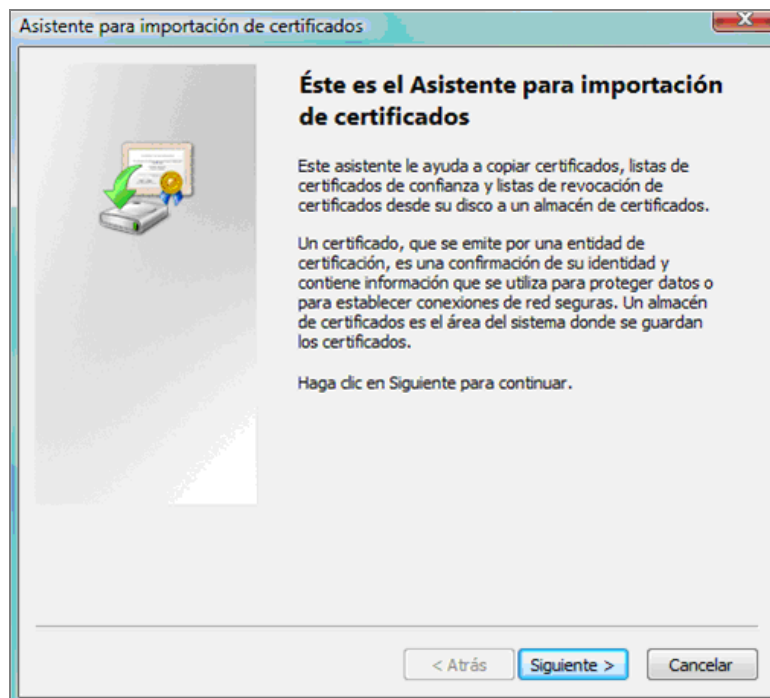 Asistente para importación de certificados
Éste es el Asistente para importación
de certificados
Este asistente le ayuda a copiar certificados, listas de
certificados de confianza y listas de revocación de
certificados desde su disco a un almacén de certificados.
Un certificado, que se emite por una entidad de
certificación, es una confirmación de su identidad y
contiene información que se utiliza para proteger datos o
para establecer conexiones de red seguras. Un almacén
de certificados es el área del sistema donde se guardan
los certificados.
Haga clic en Siguiente para continuar.
< Atrás
Siguiente >
Cancelar